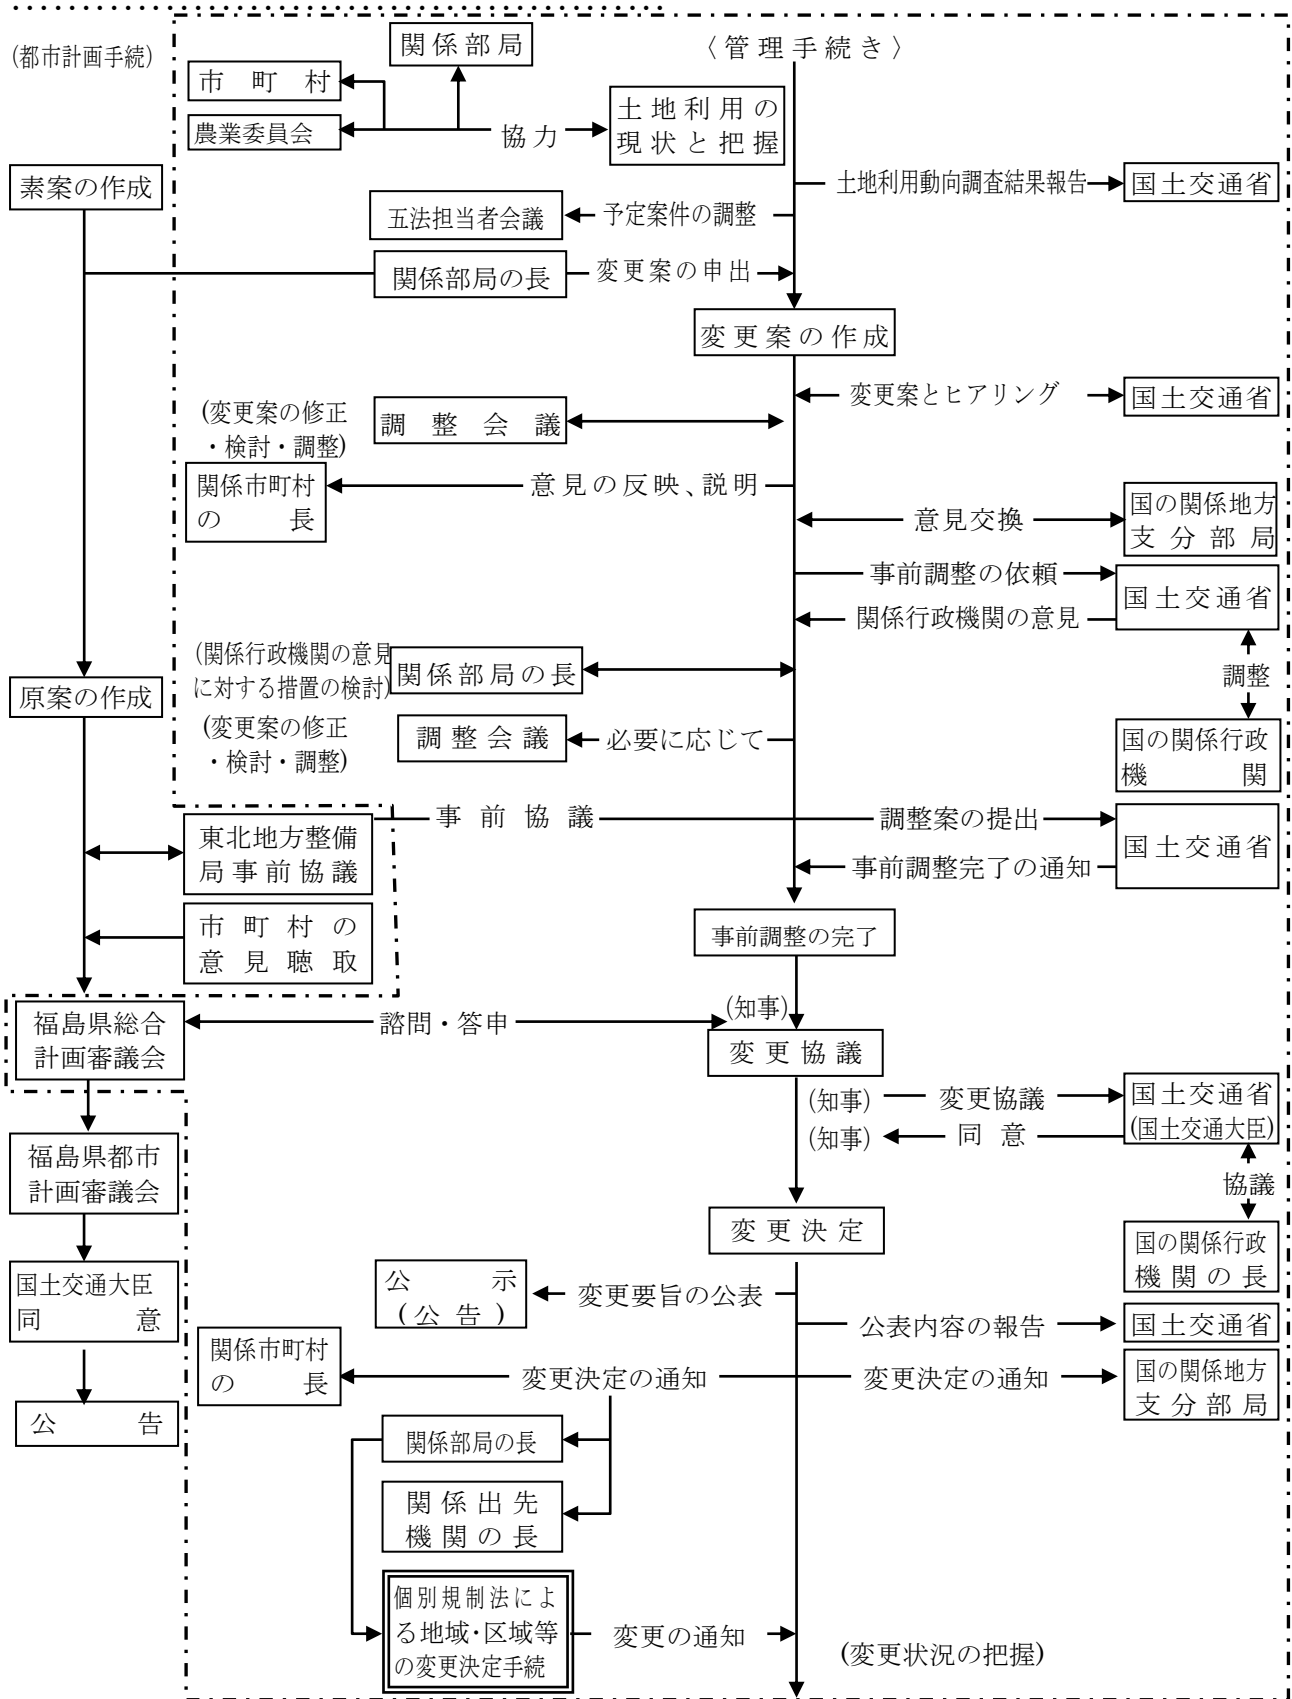 (都市計画手続)
〈管理手続き〉
関係部局
市町村
農業委員会
協力
土地利用の
現状と把握
素案の作成
土地利用動向調査結果報告
国土交通省
五法担当者会議
予定案件の調整
関係部局の長
変更案の申出
変更案の作成
変更案とヒアリング
国土交通省
(変更案の修正
・検討・調整)
調整会議
関係市町村
の長
意見の反映、説明
意見交換
国の関係地方
支分部局
事前調整の依頼
国土交通省
関係行政機関の意見
(関係行政機関の意見
に対する措置の検討)
関係部局の長
調整
原案の作成
(変更案の修正
・検討・調整)
調整会議
必要に応じて
国の関係行政
機関
東北地方整備
局事前協議
事前協議
調整案の提出
国土交通省
事前調整完了の通知
市町村の
意見聴取
事前調整の完了
福島県総合
計画審議会
諮問・答申
(知事)
変更協議
(知事)
変更協議
国土交通省
(国土交通大臣)
(知事)
同意
福島県都市
計画審議会
協議
変更決定
国の関係行政
機関の長
国土交通大臣
同意
公示
(公告)
変更要旨の公表
公表内容の報告
国土交通省
関係市町村
の長
変更決定の通知
変更決定の通知
国の関係地方
支分部局
公告
関係部局の長
関係出先
機関の長
個別規制法によ
る地域・区域等
の変更決定手続
変更の通知
(変更状況の把握)